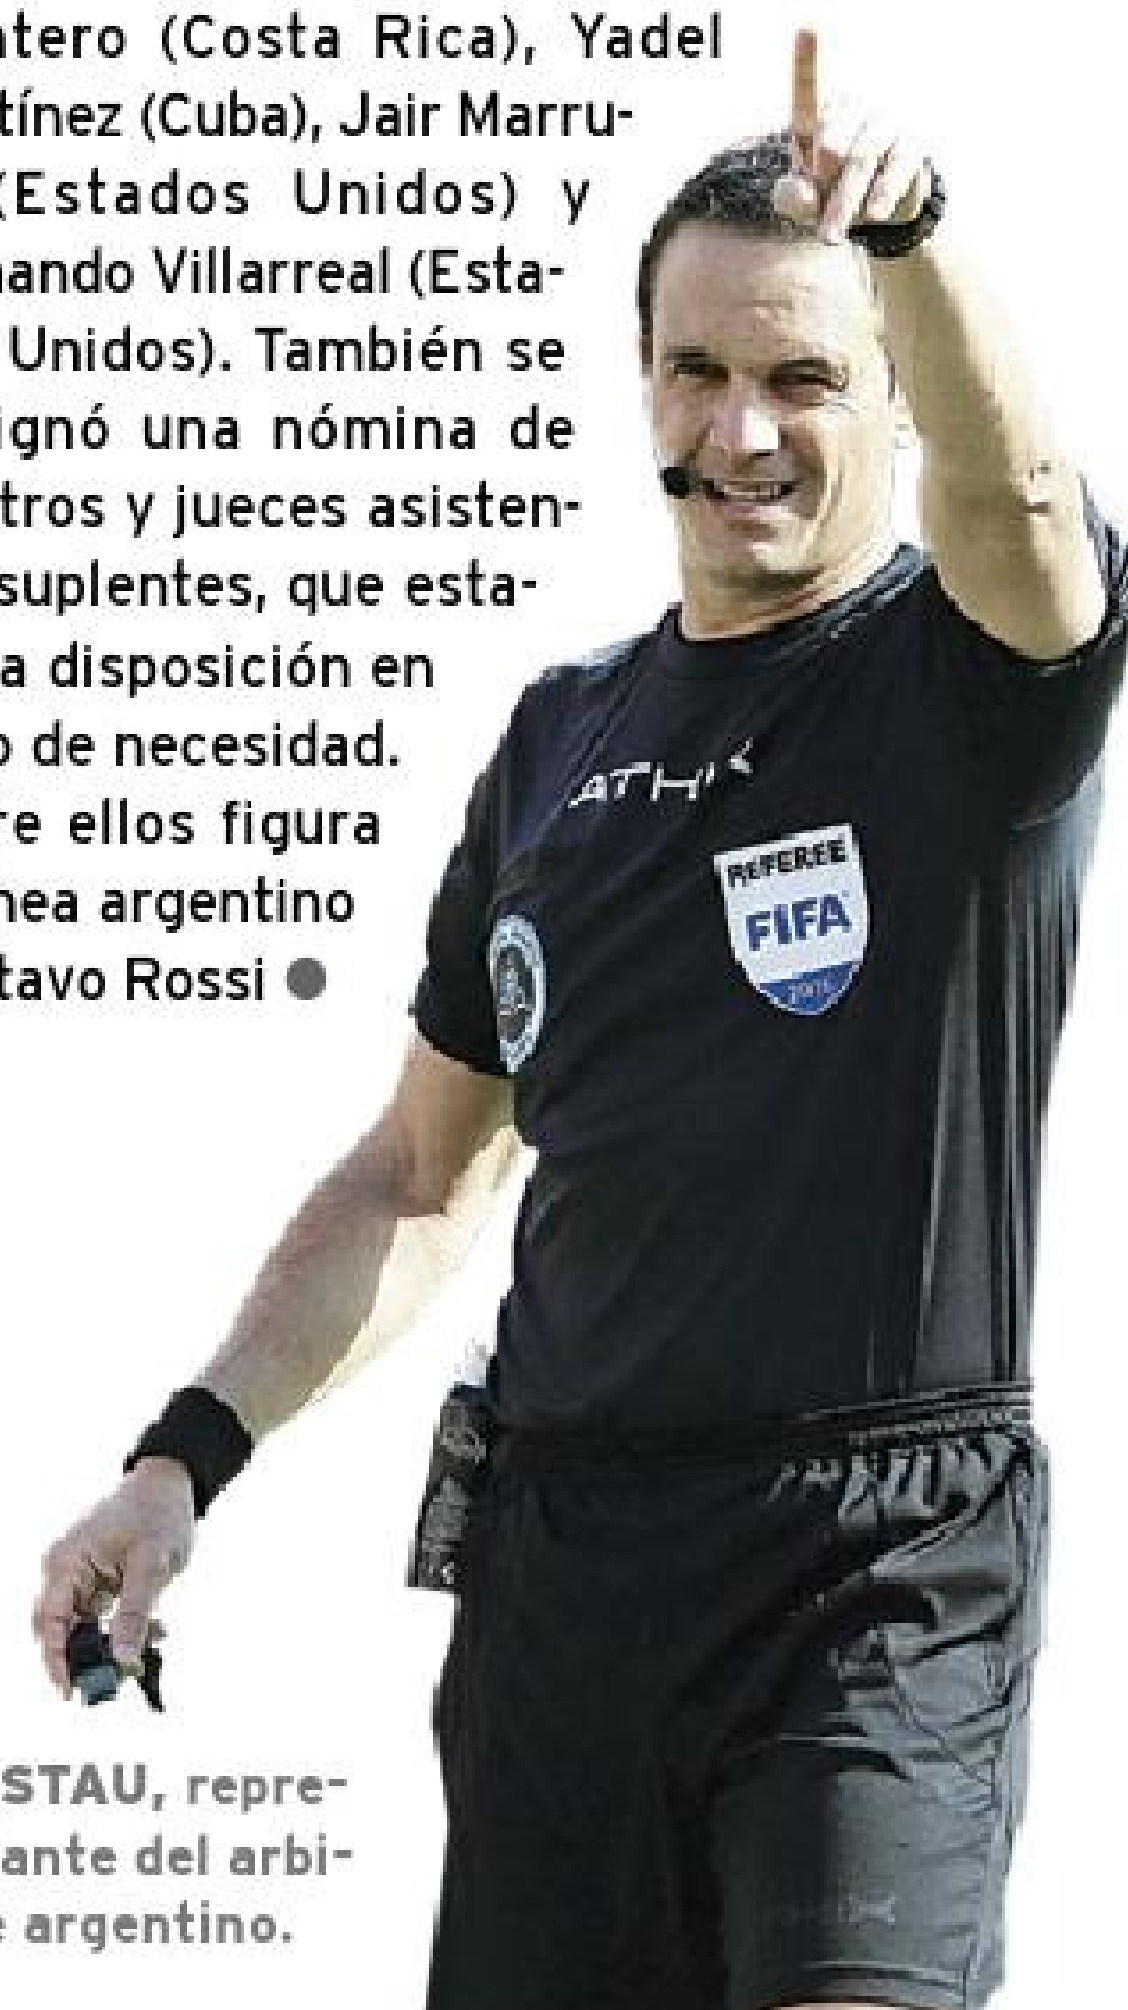 ntero (Costa Rica), Yadel
tínez (Cuba), Jair Marru-
(Estados Unidos) y
nando Villarreal (Esta-
Unidos). También se
ignó una nómina de
tros y jueces asisten-
suplentes, que esta-
a disposición en
o de necesidad.
re ellos figura
nea argentino
tavo Rossi
ATHIX
REFEREE
FIFA
STAU, repre-
ante del arbi-
e argentino.